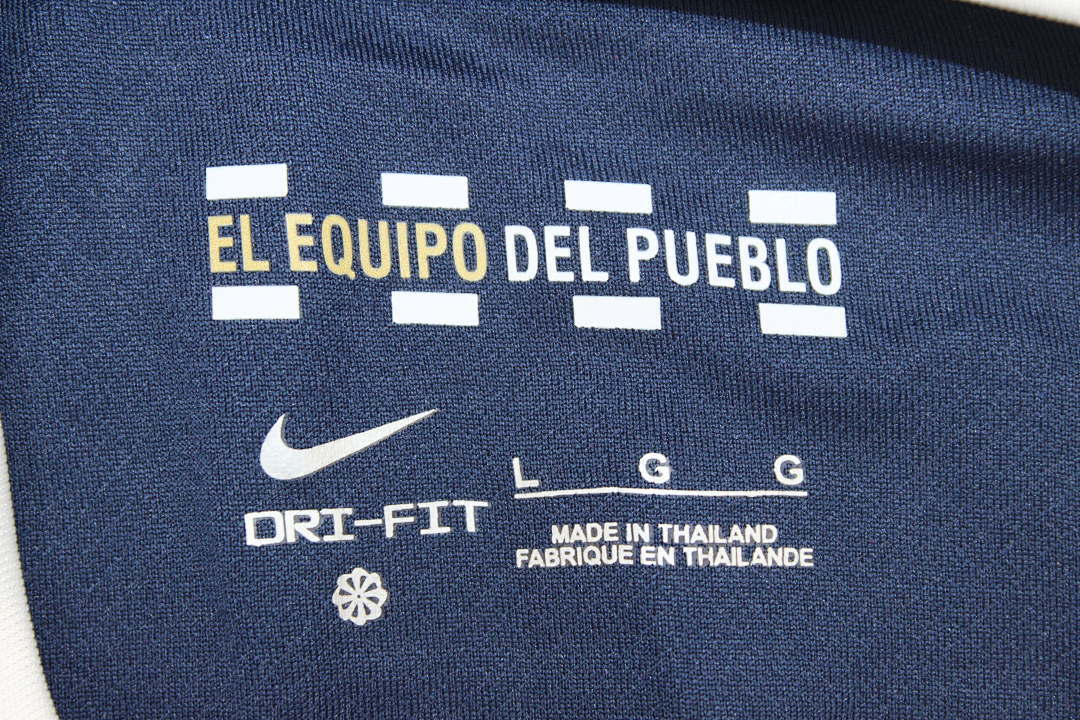 EL EQUIPO DEL PUEBLO
L G G
DRI-FIT
MADE IN THAILAND
FABRIQUE EN THAILANDE